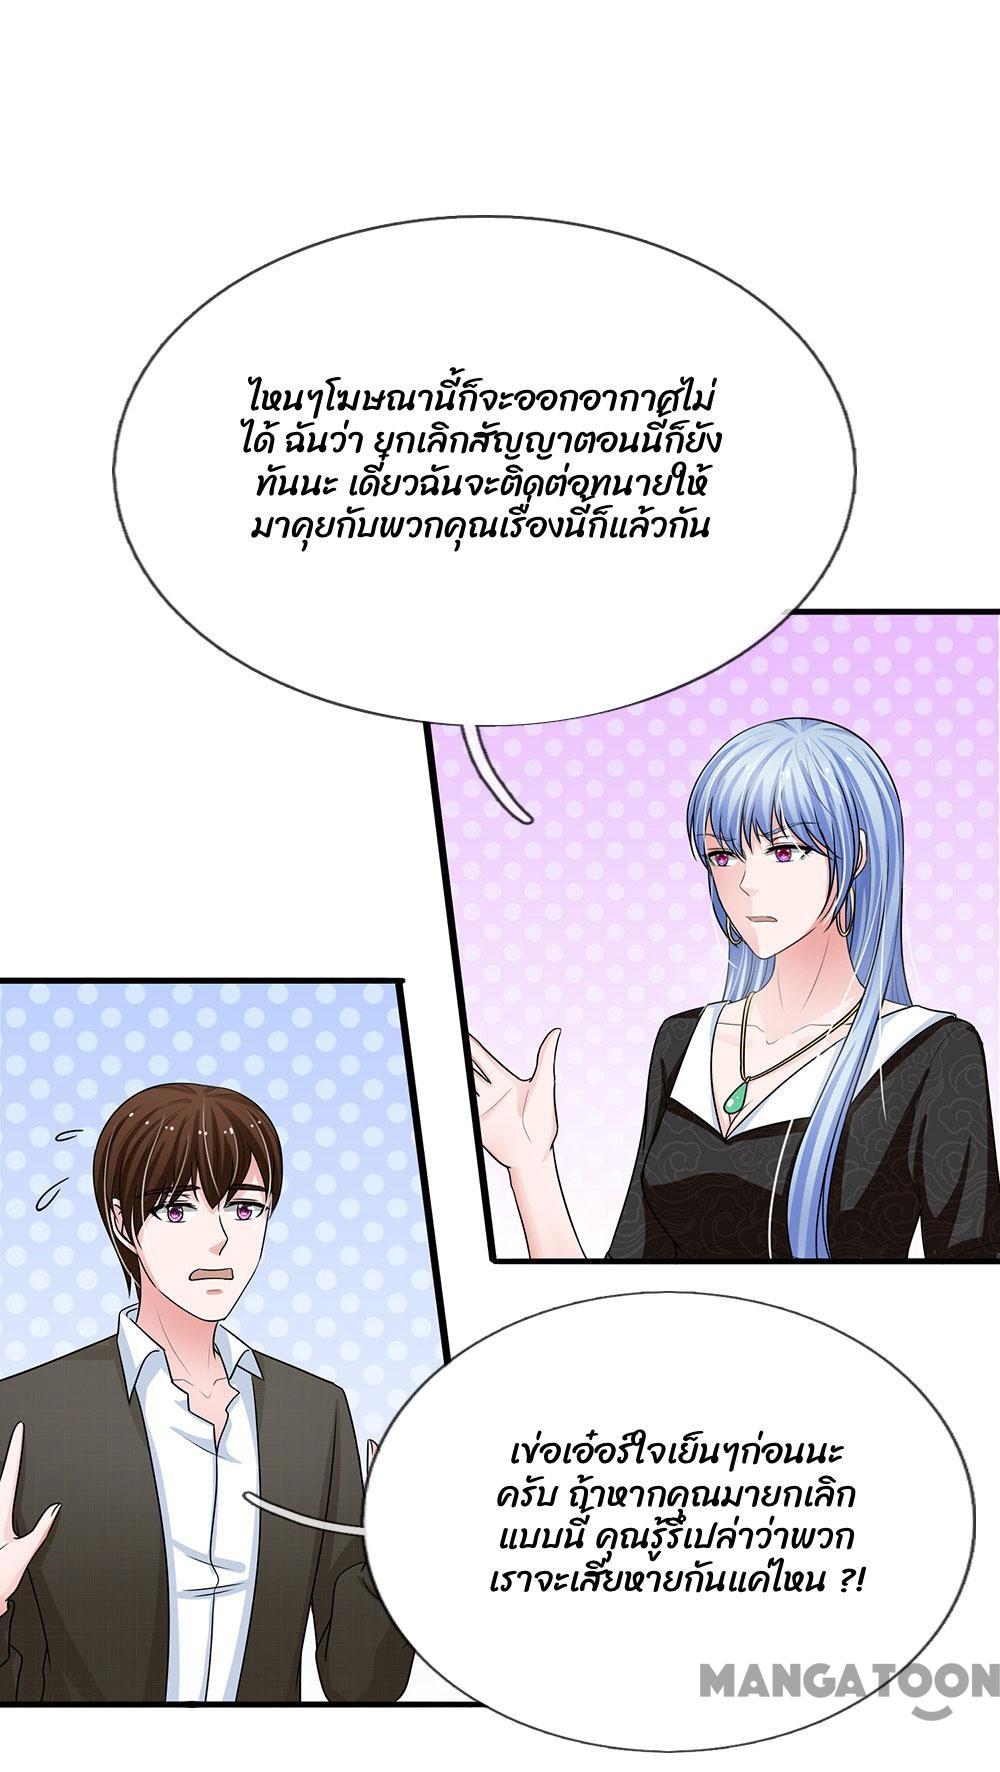 ไหนๆโฆษณานี้ก็จะออกอากาศไม่
ได้ ฉันว่า ยกเลิกสัญญาตอนนี้ก็ยัง
ทันนะ เดี๋ยวฉันจะติดต่อทนายให้
มาคุยกับพวกคุณเรื่องนี้ก็แล้วกัน
เข่อเอ๋อร์ใจเย็นๆก่อนนะ
ครับ ถ้าหากคุณมายกเลิก
แบบนี้ คุณรู้รึเปล่าว่าพวก
เราจะเสียหายกันแค่ไหน ?!
MANGATOON